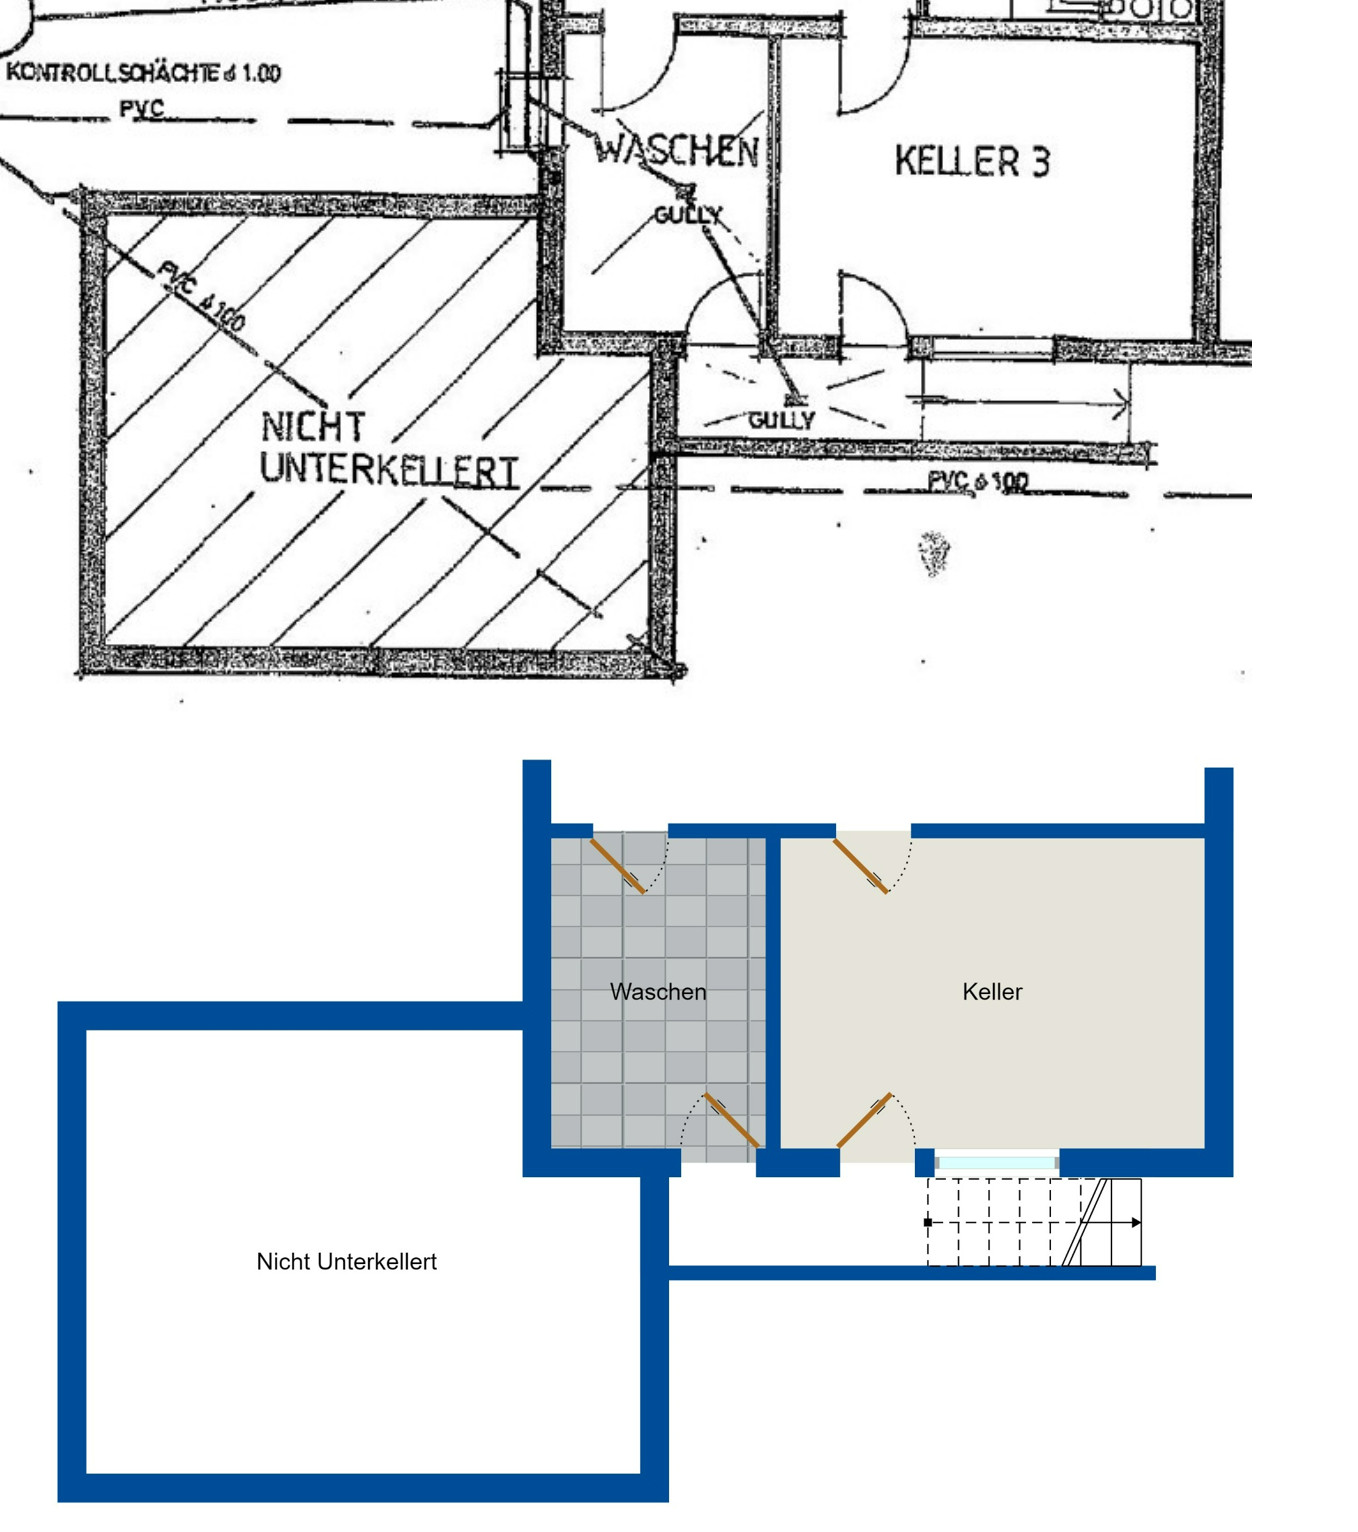 KONTROLLSCHÄCHTE ⌀ 1.00
PVC
WASCHEN
KELLER 3
GULLY
PVC ⌀ 100
NICHT
UNTERKELLERT
GULLY
PVC ⌀ 100
Waschen
Keller
Nicht Unterkellert